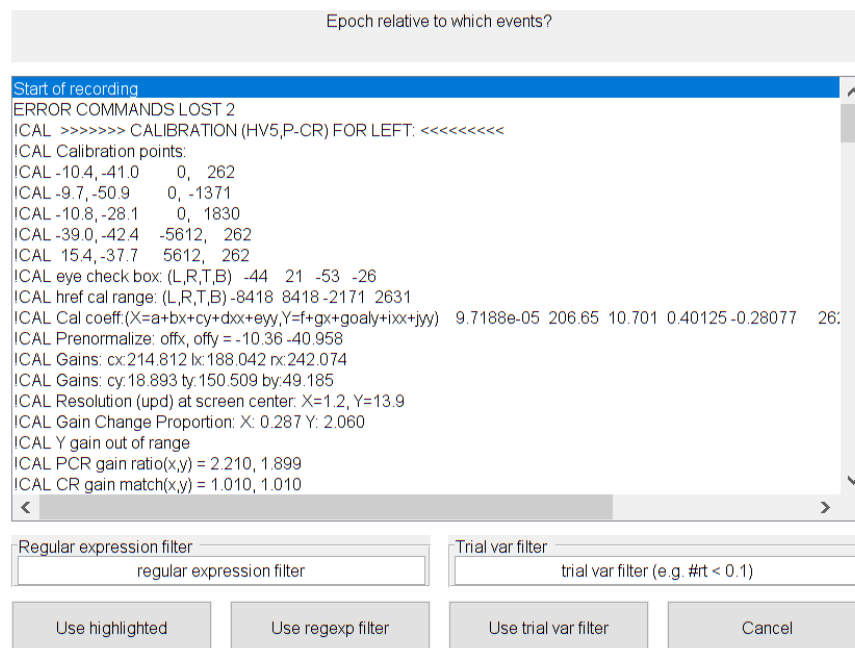 Epoch relative to which events?
Start of recording
ERROR COMMANDS LOST 2
!CAL >>>>>>> CALIBRATION (HV5,P-CR) FOR LEFT: <<<<<<<<<
!CAL Calibration points:
!CAL -10.4, -41.0 0, 262
!CAL -9.7, -50.9 0, -1371
!CAL -10.8, -28.1 0, 1830
!CAL -39.0, -42.4 -5612, 262
!CAL 15.4, -37.7 5612, 262
!CAL eye check box: (L,R,T,B) -44 21 -53 -26
!CAL href cal range: (L,R,T,B) -8418 8418 -2171 2631
!CAL Cal coeff:(X=a+bx+cy+dxx+eyy,Y=f+gx+goaly+ixx+jyy) 9.7188e-05 206.65 10.701 0.40125 -0.28077 262
!CAL Prenormalize: offx, offy = -10.36 -40.958
!CAL Gains: cx:214.812 lx:188.042 rx:242.074
!CAL Gains: cy:18.893 ty:150.509 by:49.185
!CAL Resolution (upd) at screen center: X=1.2, Y=13.9
!CAL Gain Change Proportion: X: 0.287 Y: 2.060
!CAL Y gain out of range
!CAL PCR gain ratio(x,y) = 2.210, 1.899
!CAL CR gain match(x,y) = 1.010, 1.010
Regular expression filter
regular expression filter
Trial var filter
trial var filter (e.g. #rt < 0.1)
Use highlighted
Use regexp filter
Use trial var filter
Cancel